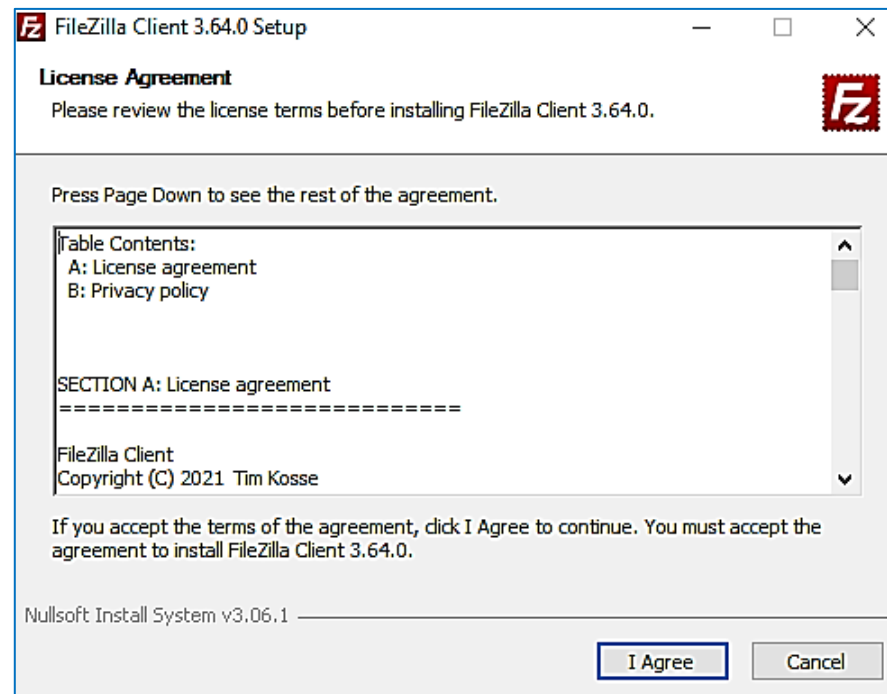 FZ FileZilla Client 3.64.0 Setup
License Agreement
Please review the license terms before installing FileZilla Client 3.64.0.
FZ
Press Page Down to see the rest of the agreement.
Table Contents:
A: License agreement
B: Privacy policy
SECTION A: License agreement
============================
FileZilla Client
Copyright (C) 2021 Tim Kosse
If you accept the terms of the agreement, click I Agree to continue. You must accept the
agreement to install FileZilla Client 3.64.0.
Nullsoft Install System v3.06.1
I Agree Cancel